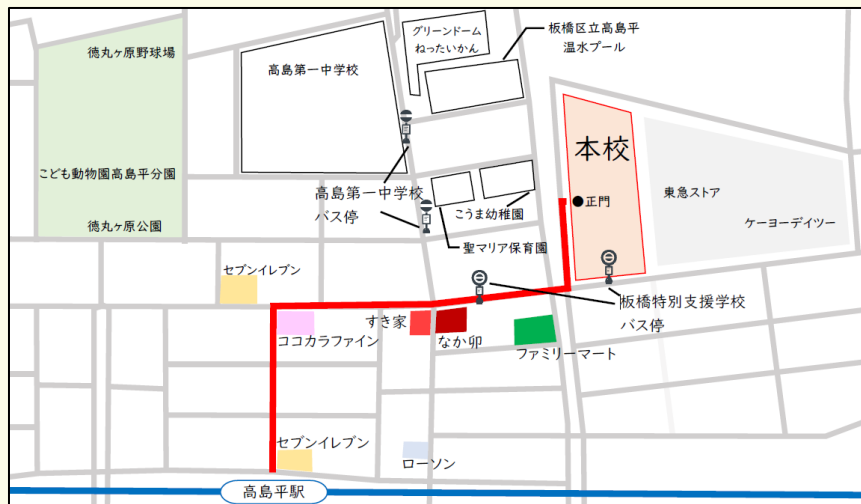 徳丸ヶ原野球場
高島第一中学校
グリーンドーム
ねったいかん
板橋区立高島平
温水プール
本校
こども動物園高島平分園
高島第一中学校
バス停
正門
東急ストア
徳丸ヶ原公園
こうま幼稚園
ケーヨーデイツー
聖マリア保育園
セブンイレブン
板橋特別支援学校
バス停
ココカラファイン
すき家
なか卯
ファミリーマート
セブンイレブン
ローソン
高島平駅